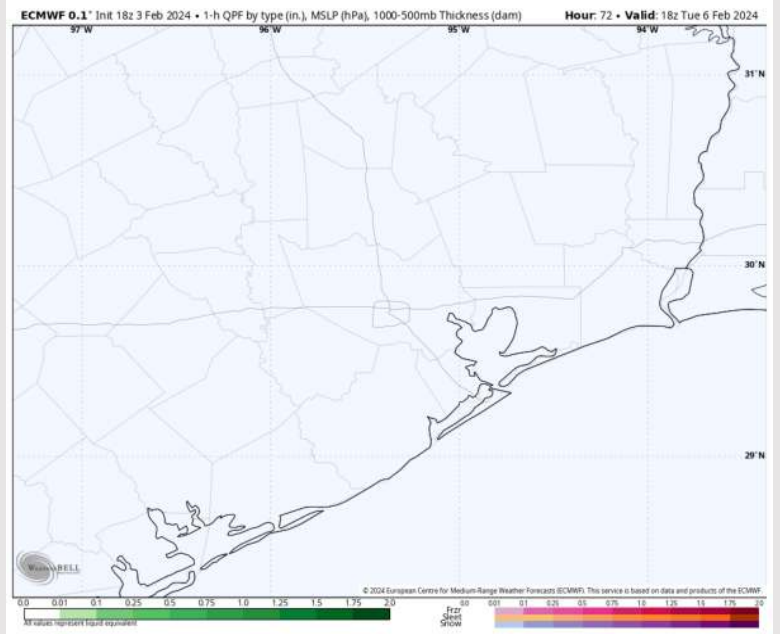 ECMWF 0.1° Init 18z 3 Feb 2024 • 1-h QPF by type (in.), MSLP (hPa), 1000-500mb Thickness (dam) Hour: 72 • Valid: 18z Tue 6 Feb 2024
97°W 96°W 95°W 94°W
31°N
30°N
29°N
WeatherBELL
© 2024 European Centre for Medium-Range Weather Forecasts (ECMWF). This service is based on data and products of the ECMWF.
0.0 0.01 0.1 0.25 0.5 0.75 1.0 1.25 1.5 1.75 2.0
All values represent liquid equivalent
0.0 0.01 0.1 0.25 0.5 0.75 1.0 1.25 1.5 1.75 2.0
Frzr
Sleet
Snow